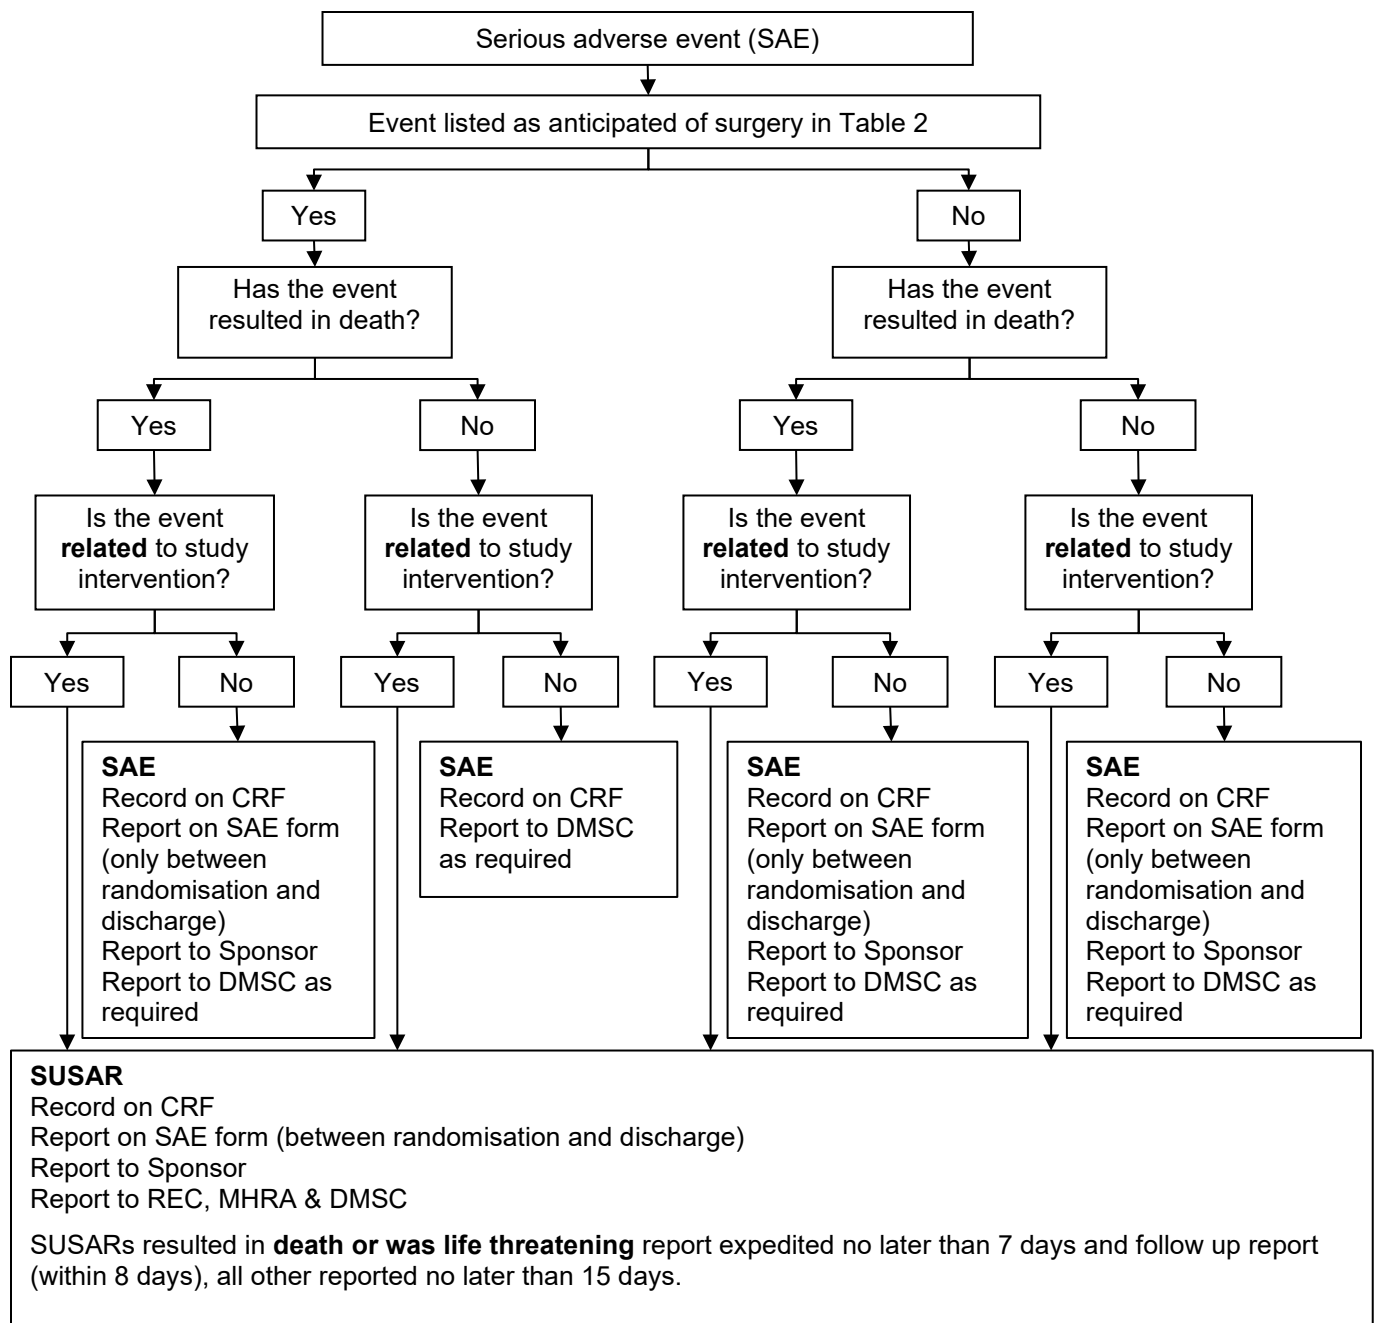 Serious adverse event (SAE)
Event listed as anticipated of surgery in Table 2
Yes
No
Has the event
resulted in death?
Has the event
resulted in death?
Yes
No
Yes
No
Is the event
related to study
intervention?
Is the event
related to study
intervention?
Is the event
related to study
intervention?
Is the event
related to study
intervention?
Yes
No
Yes
No
Yes
No
Yes
No
SAE
Record on CRF
Report on SAE form
(only between
randomisation and
discharge)
Report to Sponsor
Report to DMSC as
required
SAE
Record on CRF
Report to DMSC
as required
SAE
Record on CRF
Report on SAE form
(only between
randomisation and
discharge)
Report to Sponsor
Report to DMSC as
required
SAE
Record on CRF
Report on SAE form
(only between
randomisation and
discharge)
Report to Sponsor
Report to DMSC as
required
SUSAR
Record on CRF
Report on SAE form (between randomisation and discharge)
Report to Sponsor
Report to REC, MHRA & DMSC
SUSARs resulted in death or was life threatening report expedited no later than 7 days and follow up report
(within 8 days), all other reported no later than 15 days.